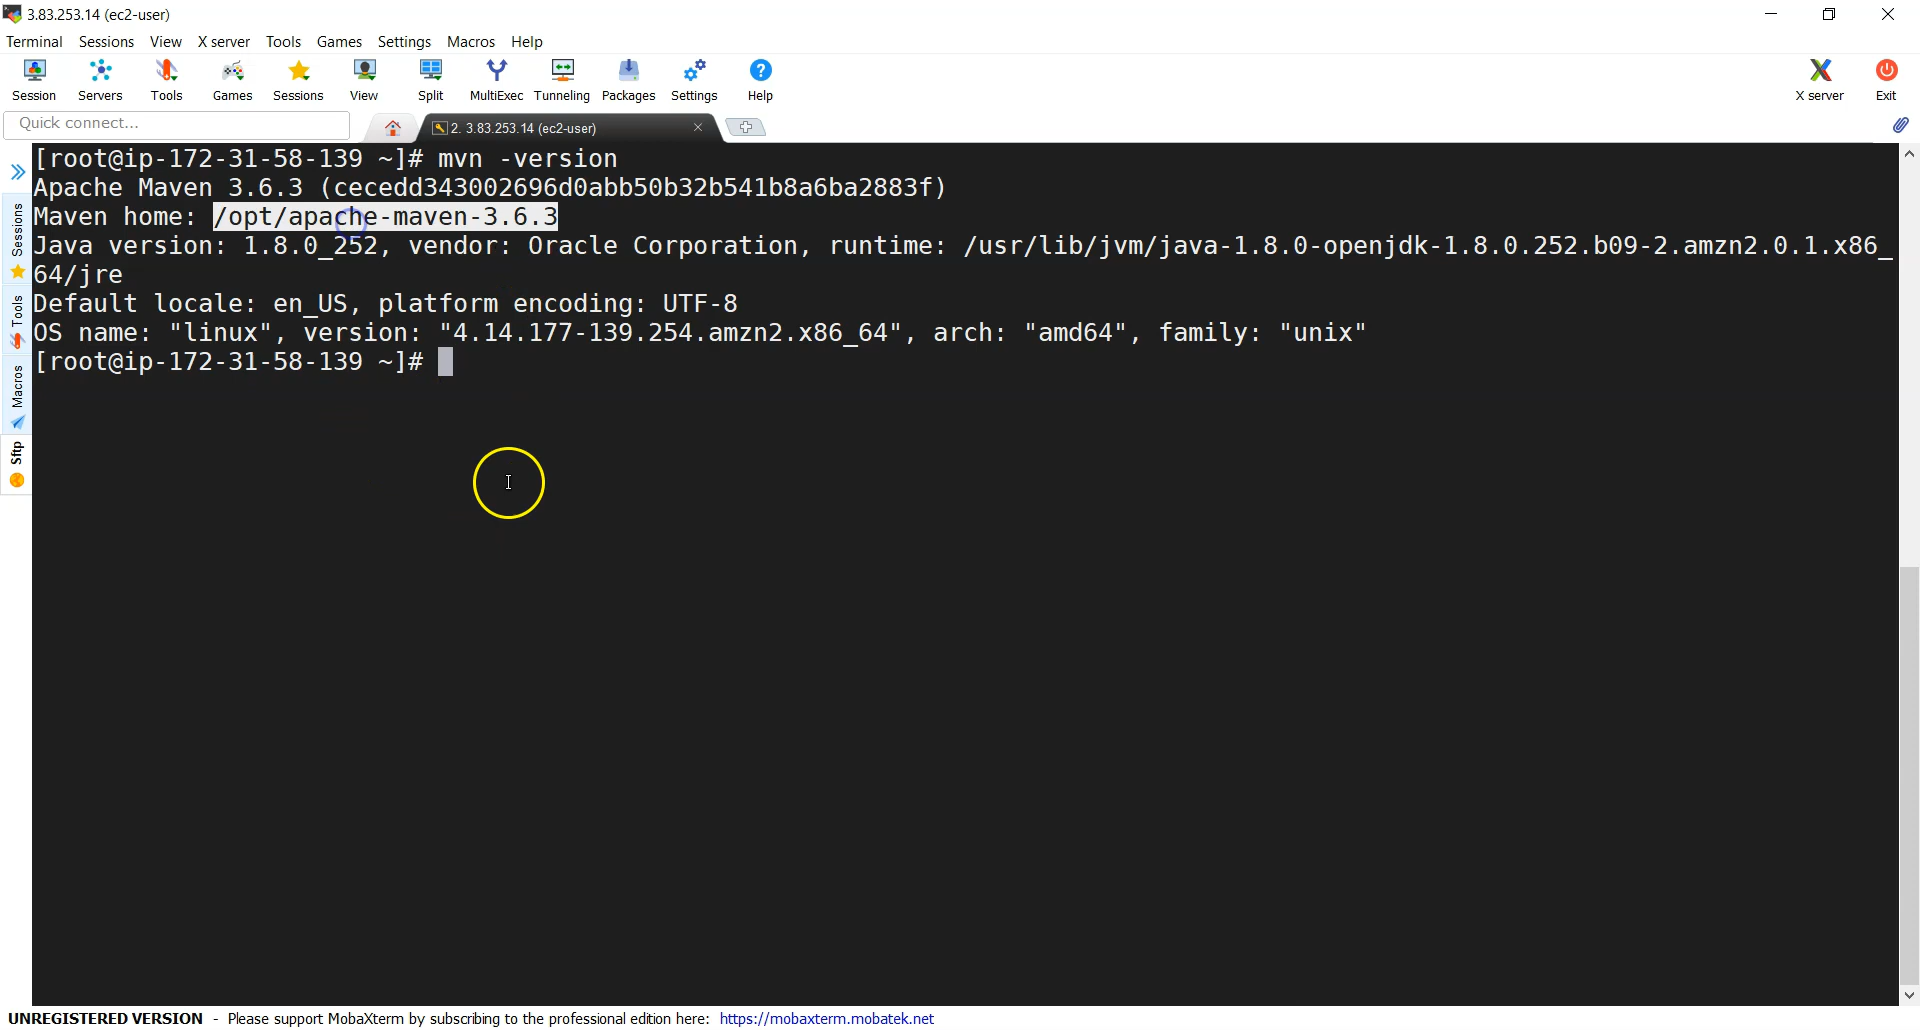 3.83.253.14 (ec2-user)
Terminal Sessions View X server Tools Games Settings Macros Help
Session Servers Tools Games Sessions View Split MultiExec Tunneling Packages Settings Help X server Exit
Quick connect...
2. 3.83.253.14 (ec2-user)
[root@ip-172-31-58-139 ~]# mvn -version
Apache Maven 3.6.3 (cecedd343002696d0abb50b32b541b8a6ba2883f)
Maven home: /opt/apache-maven-3.6.3
Java version: 1.8.0_252, vendor: Oracle Corporation, runtime: /usr/lib/jvm/java-1.8.0-openjdk-1.8.0.252.b09-2.amzn2.0.1.x86_
64/jre
Default locale: en_US, platform encoding: UTF-8
OS name: "linux", version: "4.14.177-139.254.amzn2.x86_64", arch: "amd64", family: "unix"
[root@ip-172-31-58-139 ~]#
Sessions
Tools
Macros
Sftp
UNREGISTERED VERSION - Please support MobaXterm by subscribing to the professional edition here: https://mobaxterm.mobatek.net